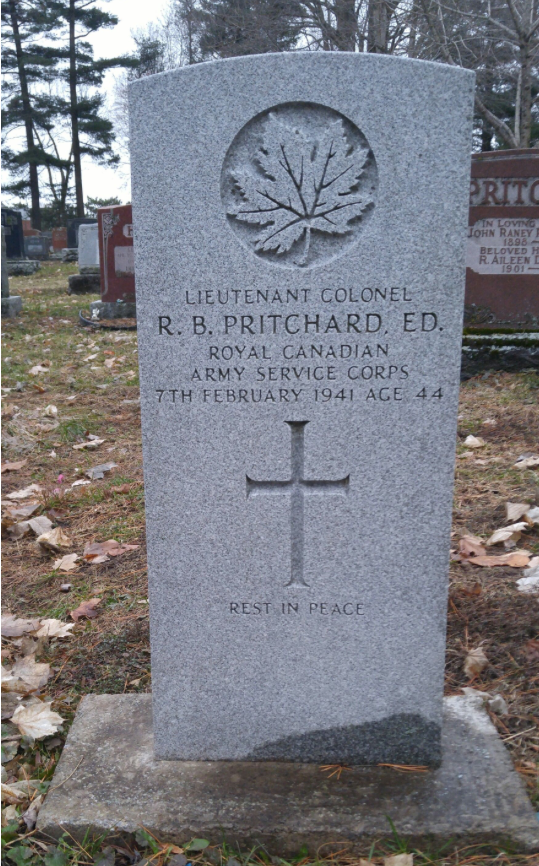 LIEUTENANT COLONEL
R. B. PRITCHARD, ED.
ROYAL CANADIAN
ARMY SERVICE CORPS
7TH FEBRUARY 1941 AGE 44
REST IN PEACE
IN LOVING
JOHN RANEY
1898
BELOVED
R. AILEEN
1901 —